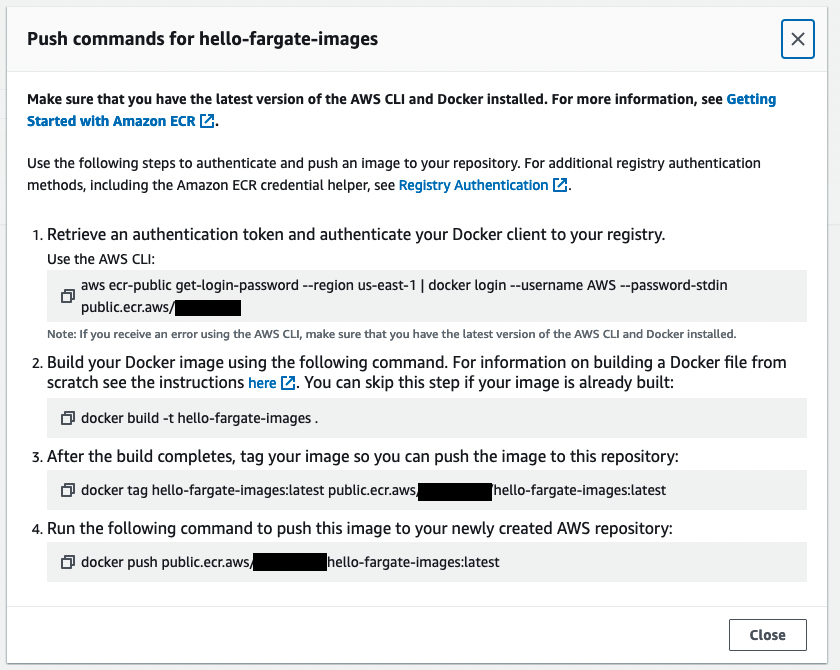 Push commands for hello-fargate-images
Make sure that you have the latest version of the AWS CLI and Docker installed. For more information, see Getting
Started with Amazon ECR.
Use the following steps to authenticate and push an image to your repository. For additional registry authentication
methods, including the Amazon ECR credential helper, see Registry Authentication.
1. Retrieve an authentication token and authenticate your Docker client to your registry.
Use the AWS CLI:
aws ecr-public get-login-password --region us-east-1 | docker login --username AWS --password-stdin
public.ecr.aws/
Note: If you receive an error using the AWS CLI, make sure that you have the latest version of the AWS CLI and Docker installed.
2. Build your Docker image using the following command. For information on building a Docker file from
scratch see the instructions here. You can skip this step if your image is already built:
docker build -t hello-fargate-images .
3. After the build completes, tag your image so you can push the image to this repository:
docker tag hello-fargate-images:latest public.ecr.aws/ /hello-fargate-images:latest
4. Run the following command to push this image to your newly created AWS repository:
docker push public.ecr.aws/ hello-fargate-images:latest
Close